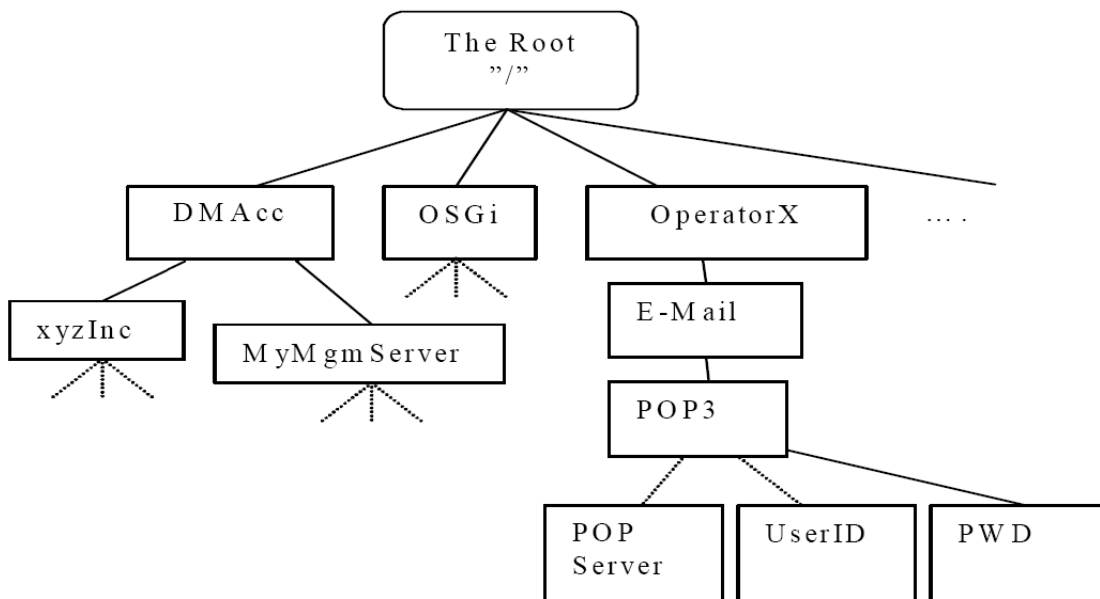 The Root
”/”
DMAcc
OSGi
OperatorX
... .
xyzInc
MyMgmServer
E-Mail
POP3
POP
Server
UserID
PWD